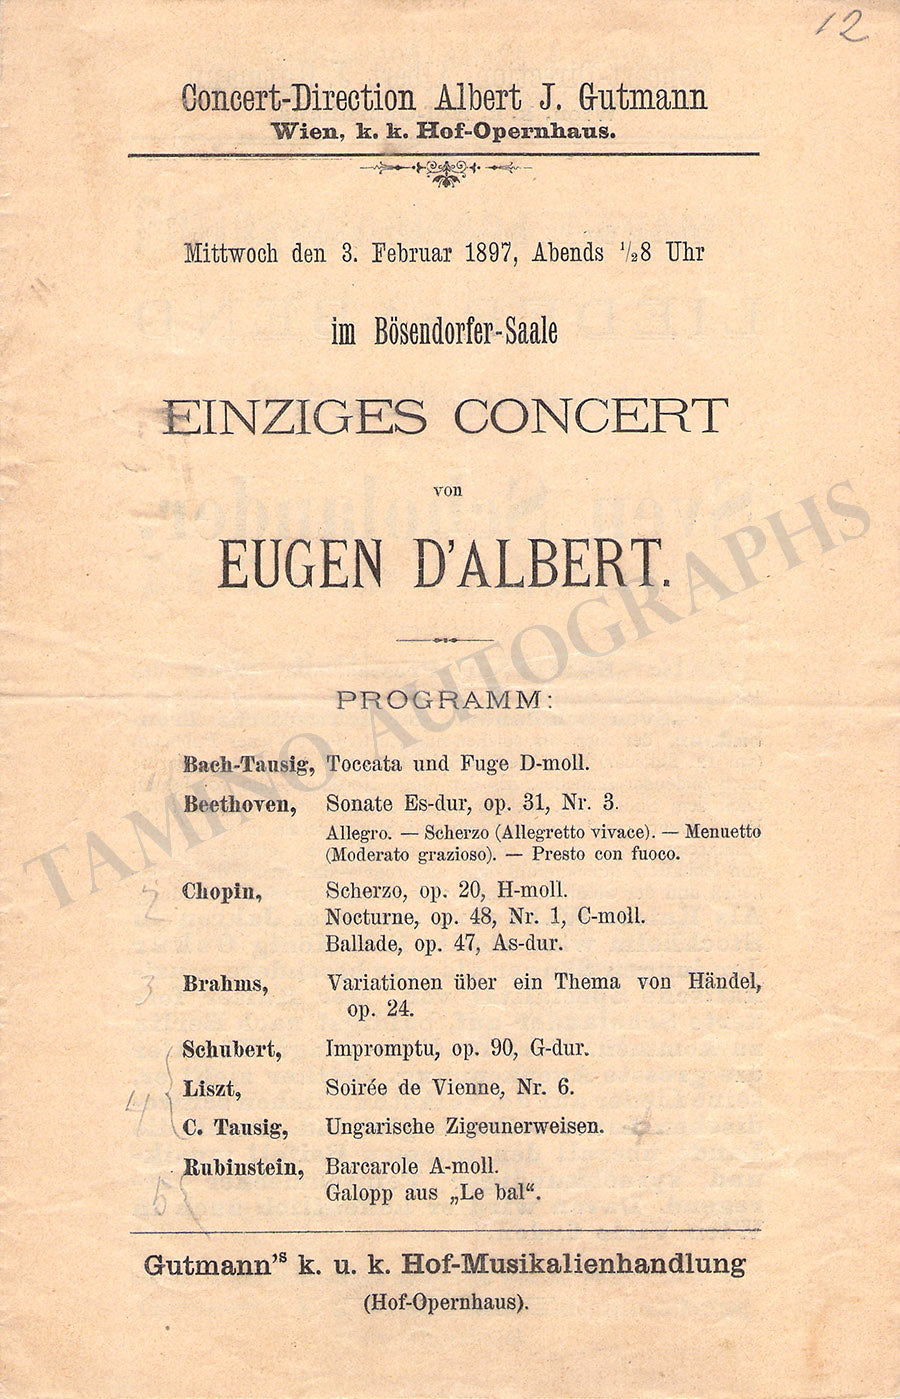 12
Concert-Direction Albert J. Gutmann
Wien, k. k. Hof-Opernhaus.
Mittwoch den 3. Februar 1897, Abends ½8 Uhr
im Bösendorfer-Saale
EINZIGES CONCERT
von
EUGEN D'ALBERT.
TAMINO AUTOGRAPHS
PROGRAMM:
Bach-Tausig, Toccata und Fuge D-moll.
Beethoven, Sonate Es-dur, op. 31, Nr. 3.
Allegro. — Scherzo (Allegretto vivace). — Menuetto
(Moderato grazioso). — Presto con fuoco.
2 Chopin, Scherzo, op. 20, H-moll.
Nocturne, op. 48, Nr. 1, C-moll.
Ballade, op. 47, As-dur.
3 Brahms, Variationen über ein Thema von Händel,
op. 24.
Schubert, Impromptu, op. 90, G-dur.
4 Liszt, Soirée de Vienne, Nr. 6.
C. Tausig, Ungarische Zigeunerweisen.
Rubinstein, Barcarole A-moll.
5 Galopp aus „Le bal“.
Gutmann's k. u. k. Hof-Musikalienhandlung
(Hof-Opernhaus).